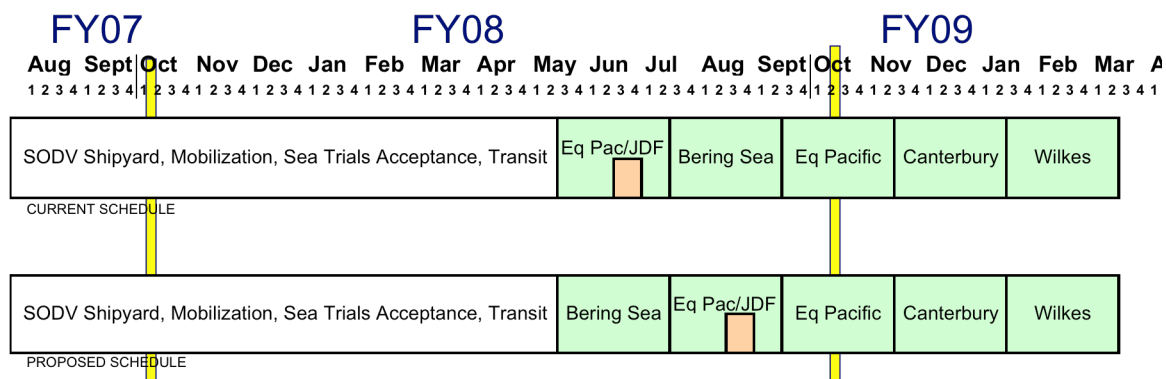 FY07 FY08 FY09
Aug Sept Oct Nov Dec Jan Feb Mar Apr May Jun Jul Aug Sept Oct Nov Dec Jan Feb Mar A
1 2 3 4 1 2 3 4 1 2 3 4 1 2 3 4 1 2 3 4 1 2 3 4 1 2 3 4 1 2 3 4 1 2 3 4 1 2 3 4 1 2 3 4 1 2 3 4 1 2 3 4 1 2 3 4 1 2 3 4 1 2 3 4 1 2 3 4 1 2 3 4 1 2 3 4 1 2 3 4 1
SODV Shipyard, Mobilization, Sea Trials Acceptance, Transit Eq Pac/JDF Bering Sea Eq Pacific Canterbury Wilkes
CURRENT SCHEDULE
SODV Shipyard, Mobilization, Sea Trials Acceptance, Transit Bering Sea Eq Pac/JDF Eq Pacific Canterbury Wilkes
PROPOSED SCHEDULE